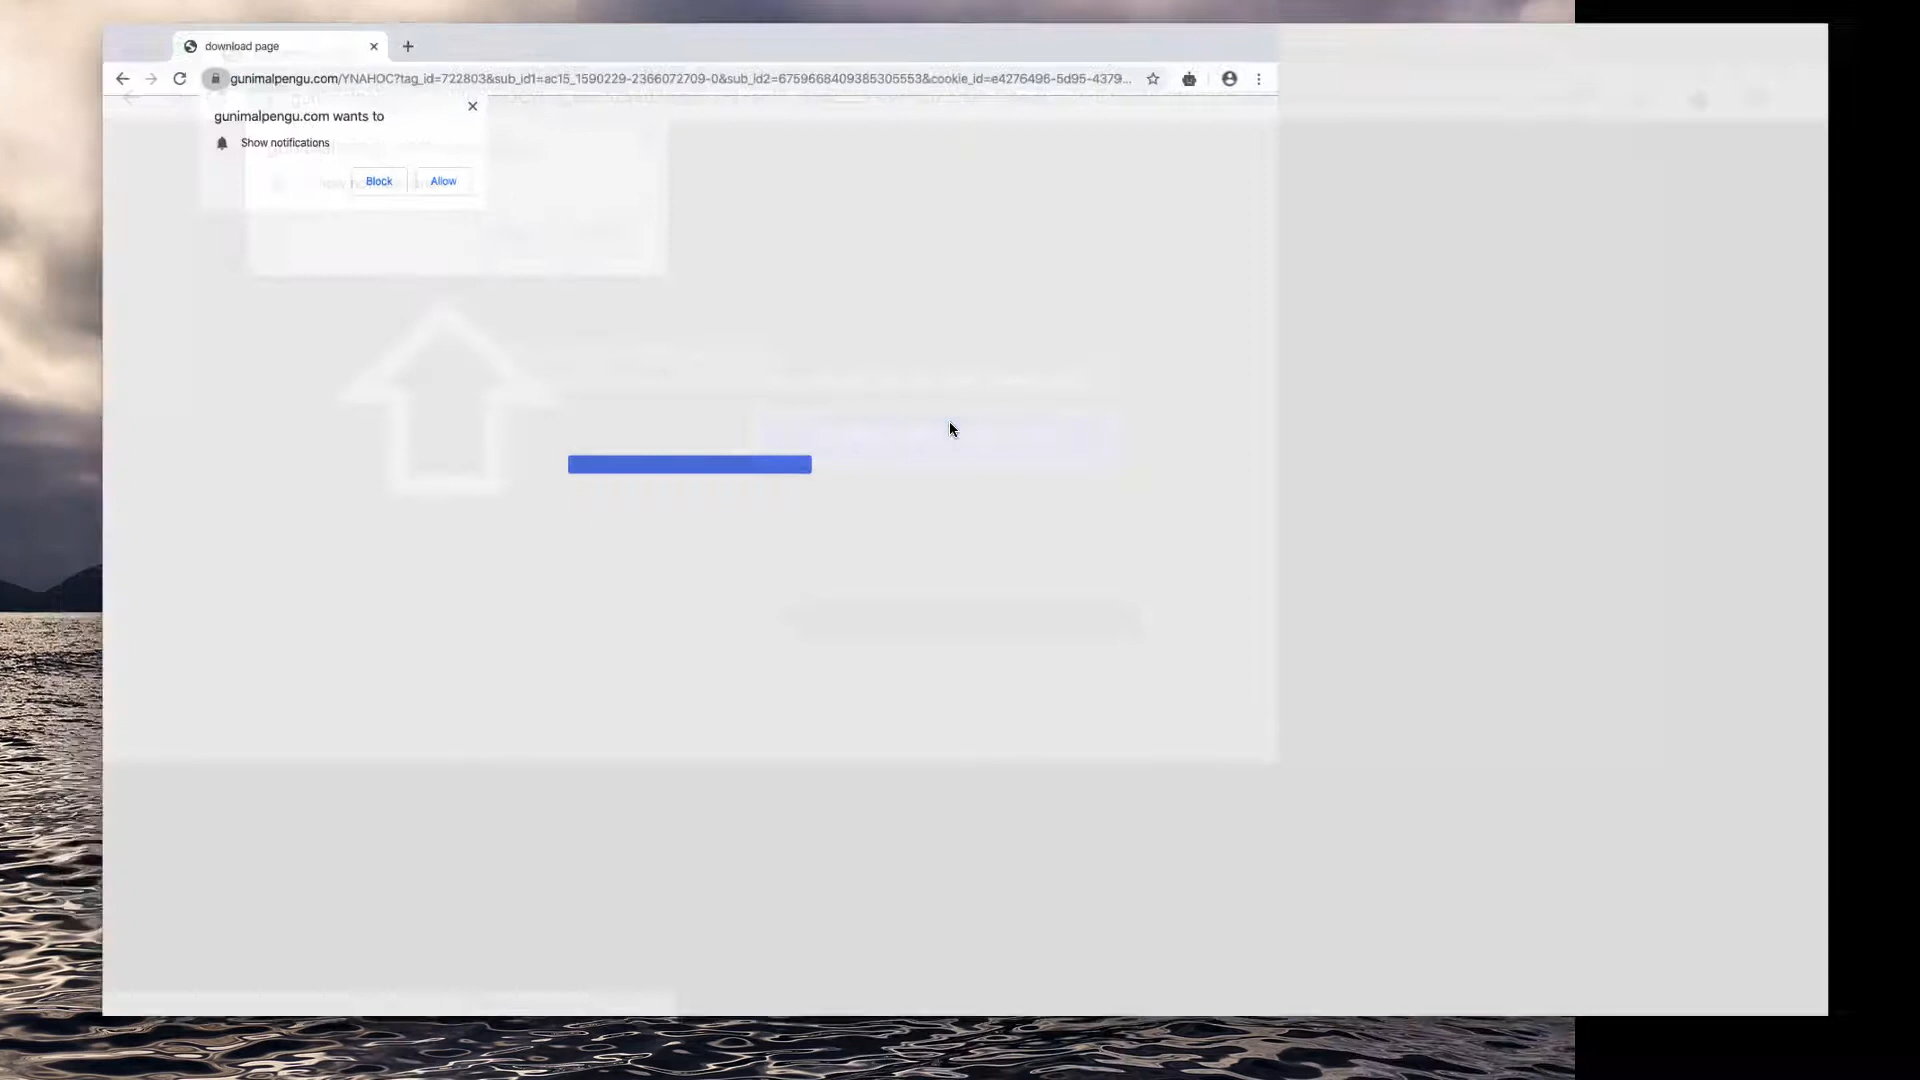 download page
gunimalpengu.com/YNAHOC?tag_id=722803&sub_id1=ac15_1590229-2366072709-0&sub_id2=6759668409385305553&cookie_id=e4276496-5d95-4379...
gunimalpengu.com wants to
Show notifications
Block Allow